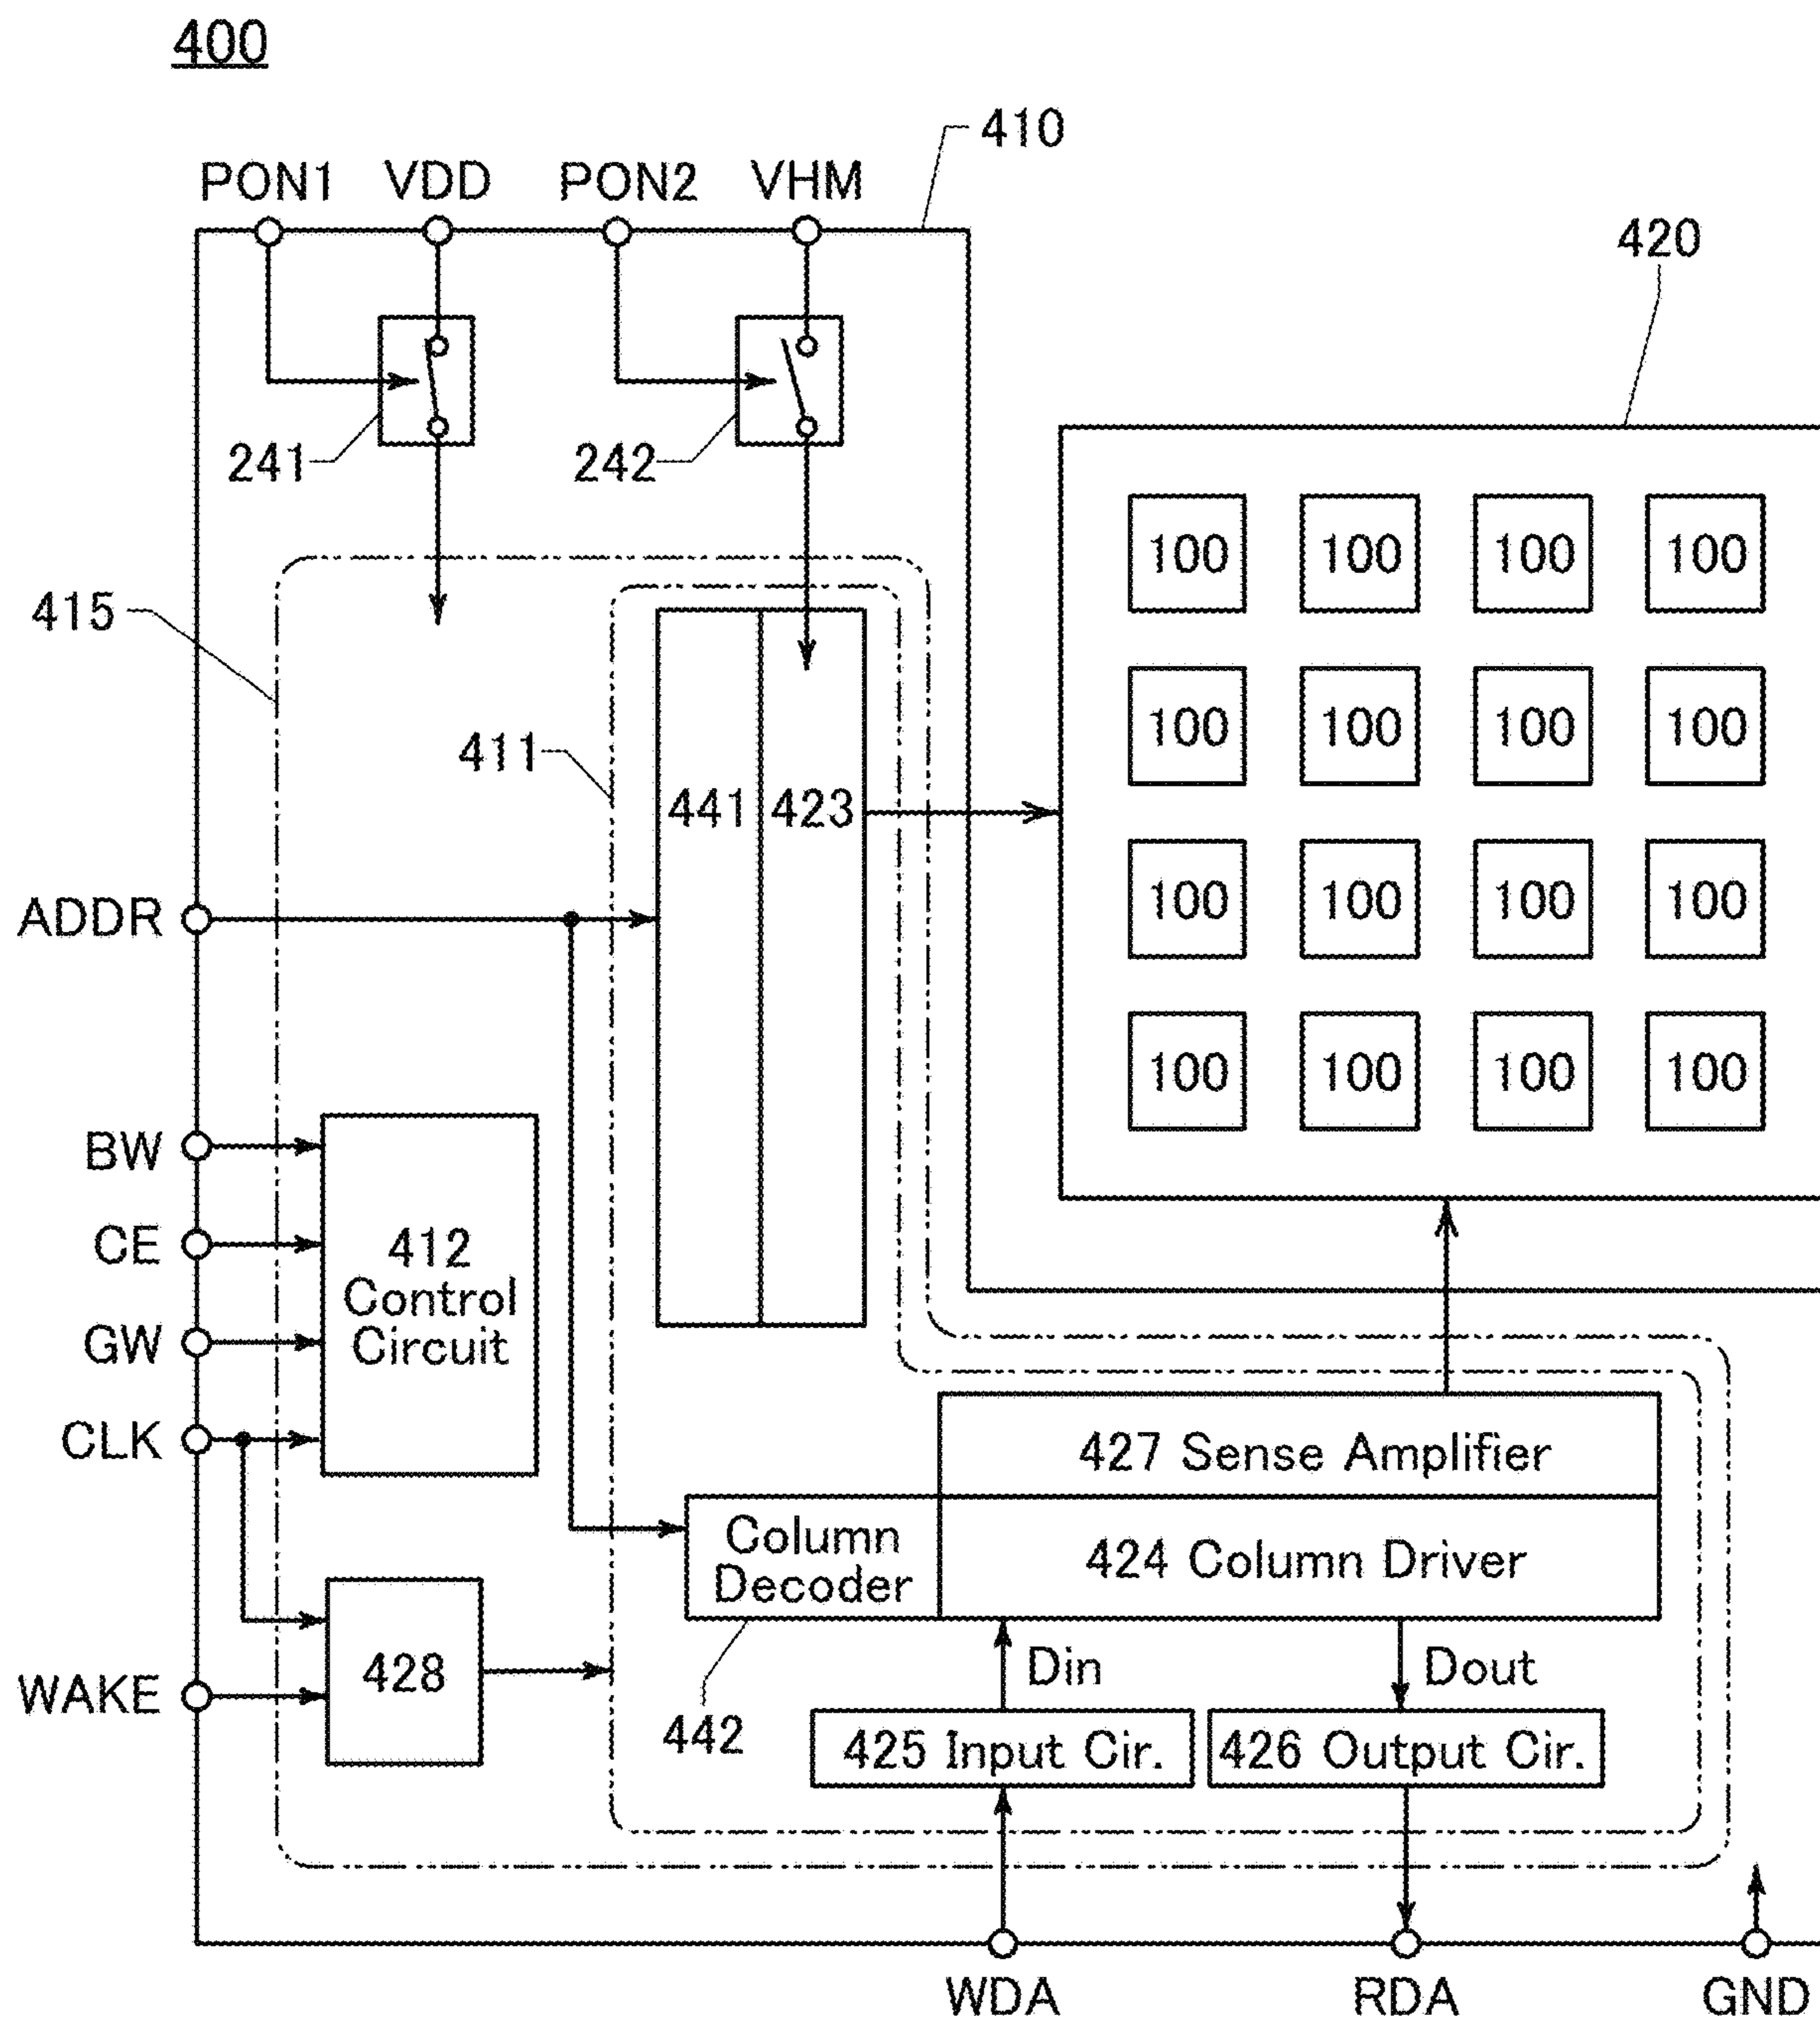 400
410
PON1 VDD PON2 VHM
420
241 242
100 100 100 100
415
100 100 100 100
411
441 423
100 100 100 100
ADDR
100 100 100 100
BW
CE
412
Control
Circuit
GW
CLK
427 Sense Amplifier
Column
Decoder
424 Column Driver
428
Din Dout
WAKE
442
425 Input Cir. 426 Output Cir.
WDA RDA GND